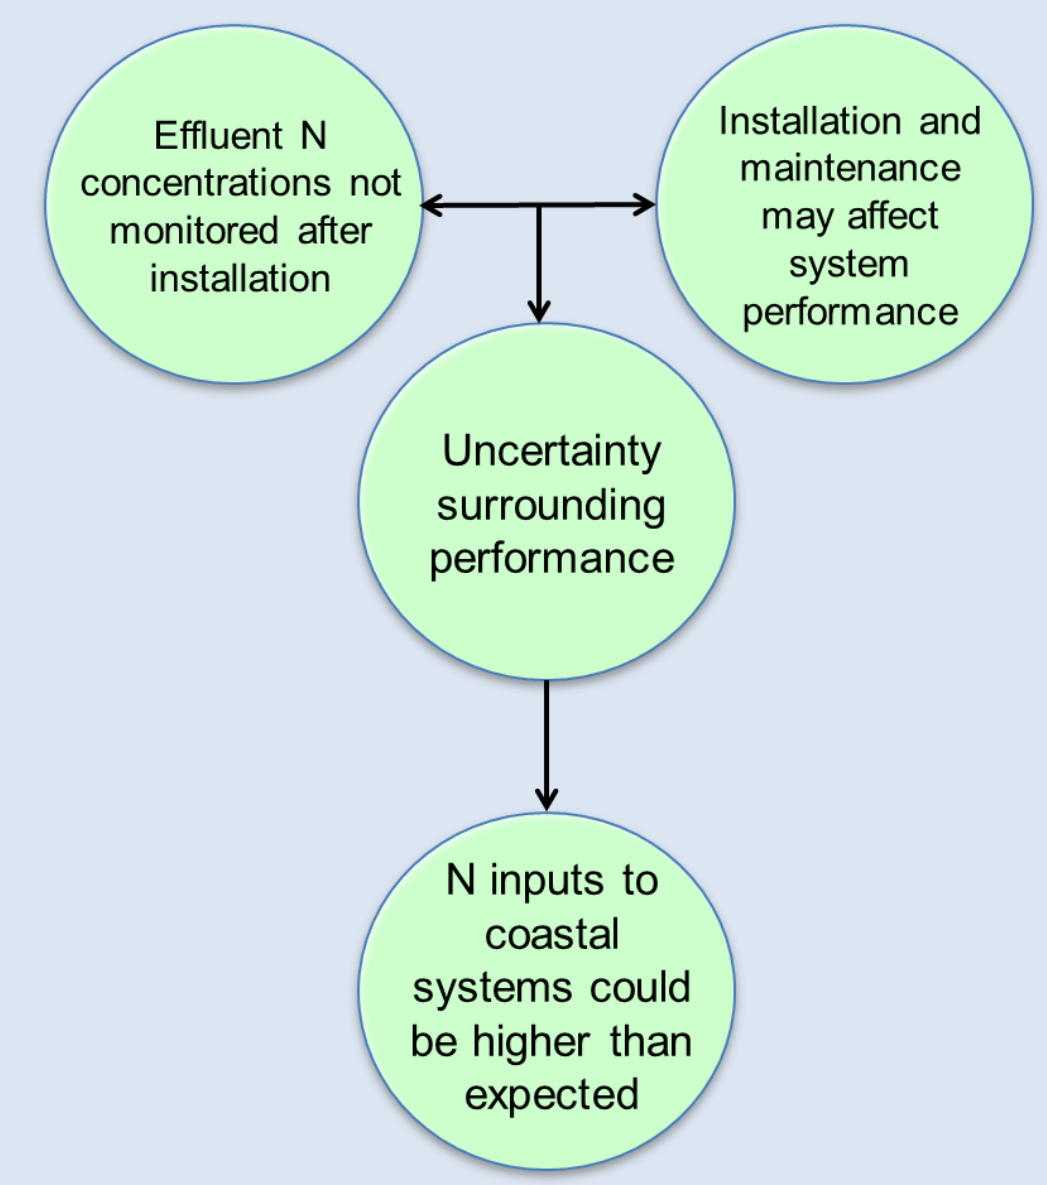 Effluent N
concentrations not
monitored after
installation
Installation and
maintenance
may affect
system
performance
Uncertainty
surrounding
performance
N inputs to
coastal
systems could
be higher than
expected